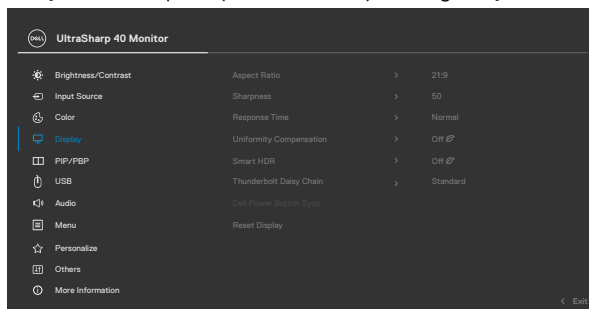 DELL
UltraSharp 40 Monitor
Brightness/Contrast Aspect Ratio > 21:9
Input Source Sharpness > 50
Color Response Time > Normal
Display Uniformity Compensation > Off
PIP/PBP Smart HDR > Off
USB Thunderbolt Daisy Chain > Standard
Audio Dell Power Button Sync
Menu Reset Display
Personalize
Others
More Information
< Exit